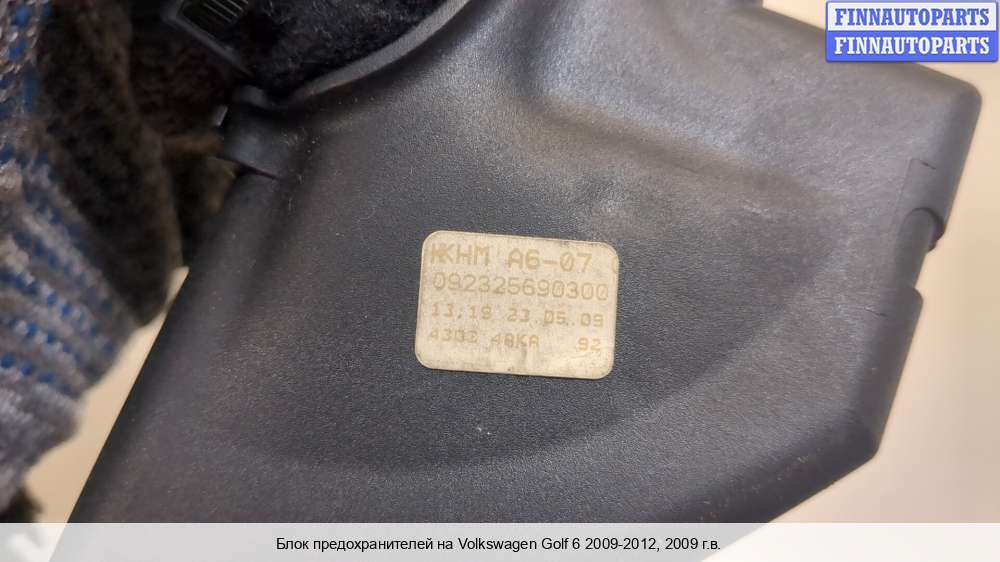 FINNAUTOPARTS
FINNAUTOPARTS
KHM A6-07
092325690300
13:19 23.05.09
92
Блок предохранителей на Volkswagen Golf 6 2009-2012, 2009 г.в.